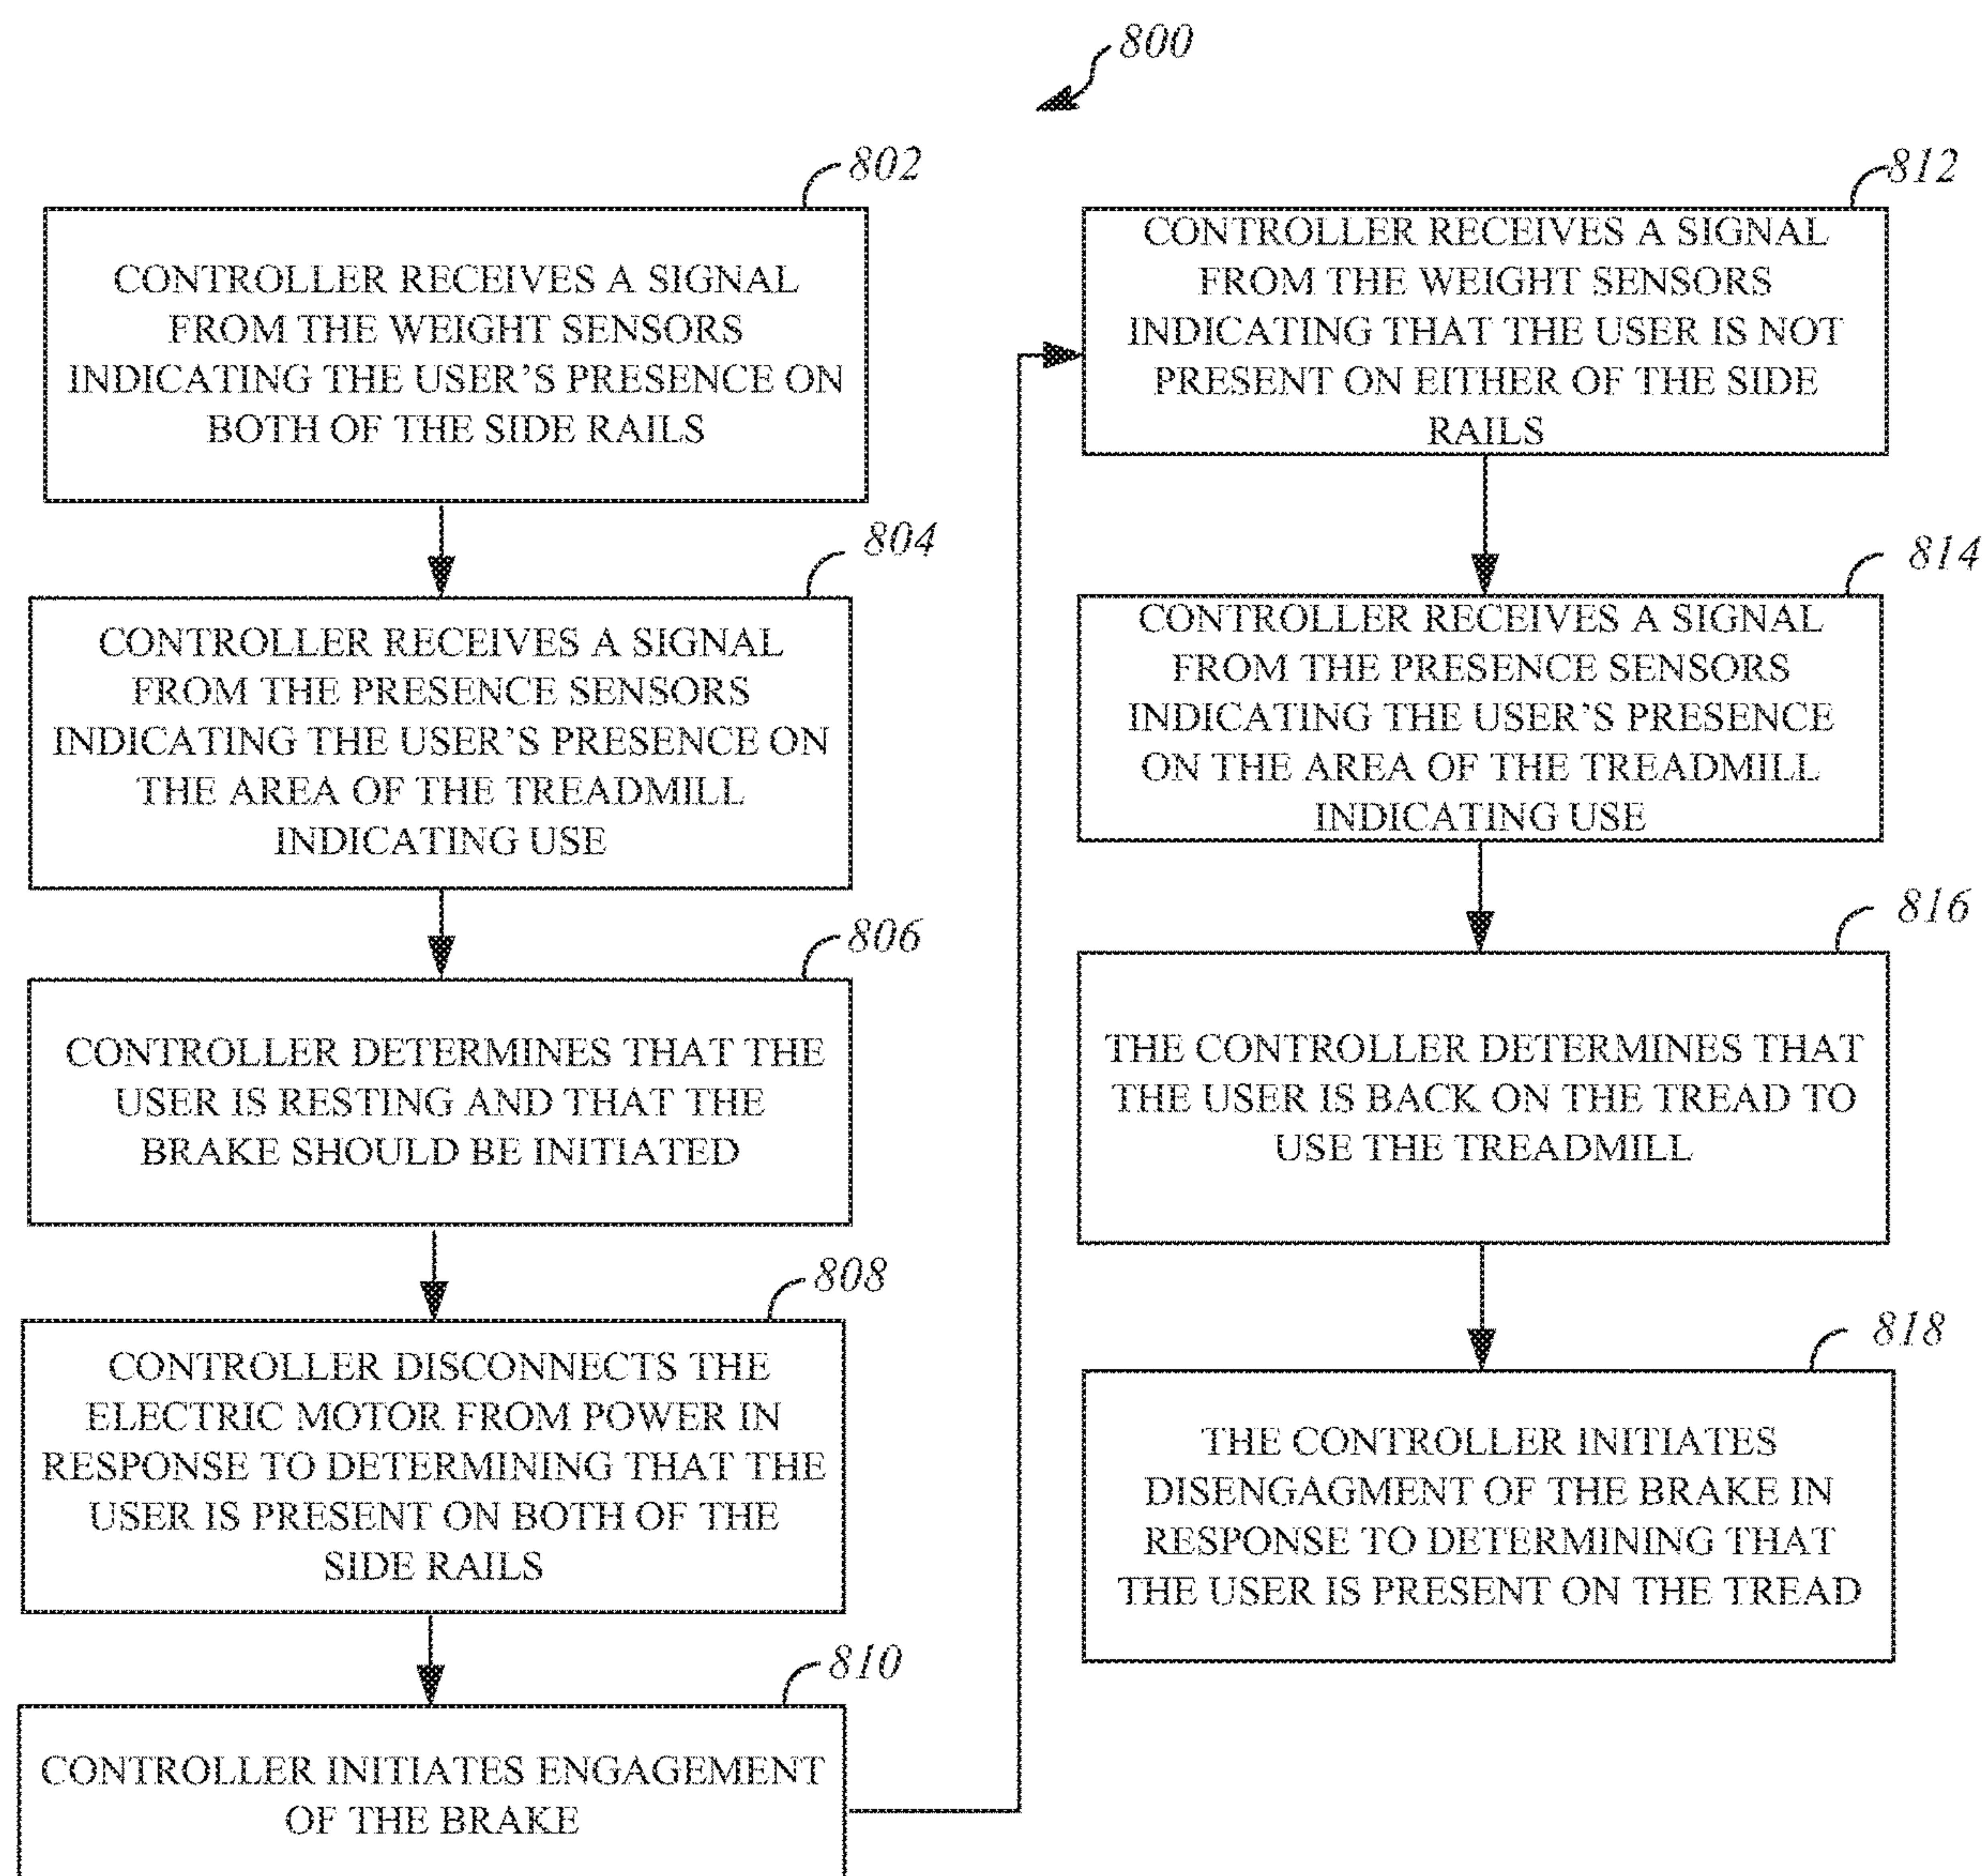 800
802
CONTROLLER RECEIVES A SIGNAL
FROM THE WEIGHT SENSORS
INDICATING THE USER'S PRESENCE ON
BOTH OF THE SIDE RAILS
804
CONTROLLER RECEIVES A SIGNAL
FROM THE PRESENCE SENSORS
INDICATING THE USER'S PRESENCE ON
THE AREA OF THE TREADMILL
INDICATING USE
806
CONTROLLER DETERMINES THAT THE
USER IS RESTING AND THAT THE
BRAKE SHOULD BE INITIATED
808
CONTROLLER DISCONNECTS THE
ELECTRIC MOTOR FROM POWER IN
RESPONSE TO DETERMINING THAT THE
USER IS PRESENT ON BOTH OF THE
SIDE RAILS
810
CONTROLLER INITIATES ENGAGEMENT
OF THE BRAKE
812
CONTROLLER RECEIVES A SIGNAL
FROM THE WEIGHT SENSORS
INDICATING THAT THE USER IS NOT
PRESENT ON EITHER OF THE SIDE
RAILS
814
CONTROLLER RECEIVES A SIGNAL
FROM THE PRESENCE SENSORS
INDICATING THE USER'S PRESENCE
ON THE AREA OF THE TREADMILL
INDICATING USE
816
THE CONTROLLER DETERMINES THAT
THE USER IS BACK ON THE TREAD TO
USE THE TREADMILL
818
THE CONTROLLER INITIATES
DISENGAGMENT OF THE BRAKE IN
RESPONSE TO DETERMINING THAT
THE USER IS PRESENT ON THE TREAD